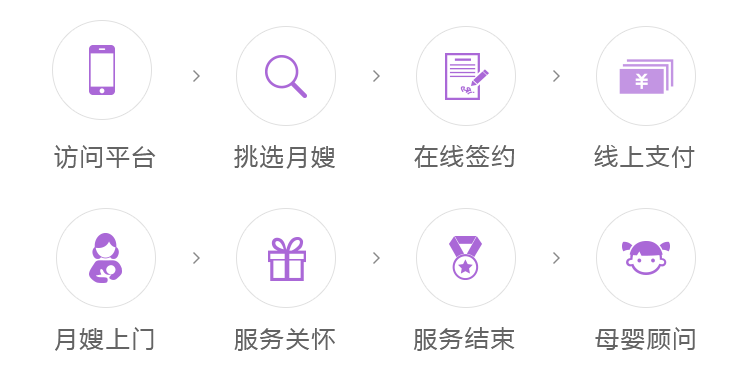 访问平台
挑选月嫂
在线签约
¥
线上支付
月嫂上门
服务关怀
服务结束
母婴顾问